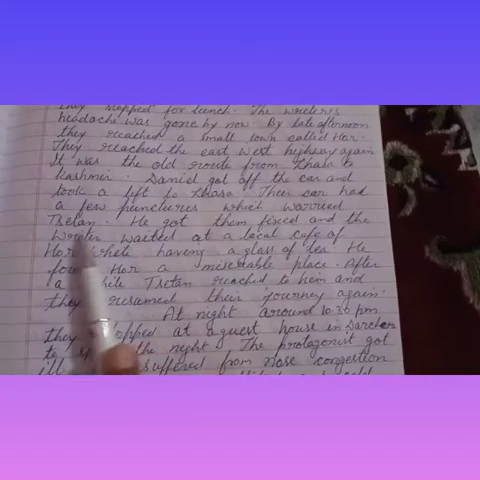 they stopped for lunch. The writer's
headache was gone by now. By late afternoon
they reached a small town called Hor.
They reached the east west highway again
It was the old route from Lhasa to
Kashmir. Daniel got off the car and
took a lift to Lhasa. Their car had
a few punctures which worried
Tsetan. He got them fixed and the
Writer waited at a local cafe of
Hor while having a glass of tea. He
Hor a miserable place. After
a Tsetan reached to him and
they resumed their journey again.
At night around 10:30 pm
they stopped at a guest house in Darchen
to the night. The protagonist got
suffered from nose congestion